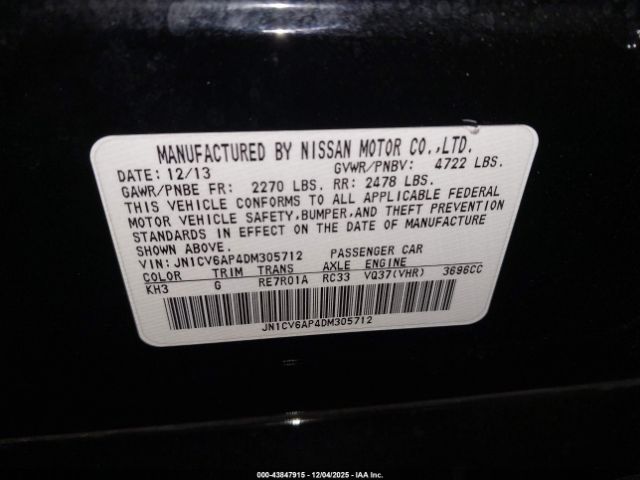 MANUFACTURED BY NISSAN MOTOR CO.,LTD.
DATE: 12/13 GVWR/PNBV: 4722 LBS.
GAWR/PNBE FR: 2270 LBS. RR: 2478 LBS.
THIS VEHICLE CONFORMS TO ALL APPLICABLE FEDERAL
MOTOR VEHICLE SAFETY, BUMPER, AND THEFT PREVENTION
STANDARDS IN EFFECT ON THE DATE OF MANUFACTURE
SHOWN ABOVE.
VIN: JN1CV6AP4DM305712 PASSENGER CAR
COLOR TRIM TRANS AXLE ENGINE
KH3 G RE7R01A RC33 VQ37(VHR) 3696CC
JN1CV6AP4DM305712
000-43847915 - 12/04/2025 - IAA Inc.